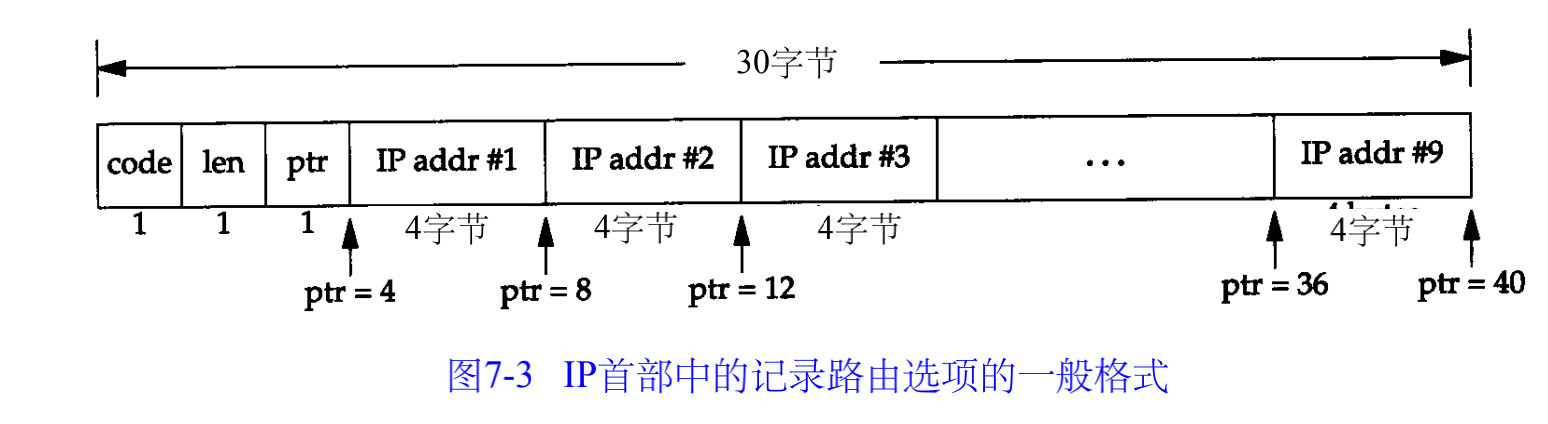 30字节
code len ptr IP addr #1 IP addr #2 IP addr #3 ... IP addr #9
1 1 1 4字节 4字节 4字节 4字节
ptr = 4 ptr = 8 ptr = 12 ptr = 36 ptr = 40
图7-3 IP首部中的记录路由选项的一般格式